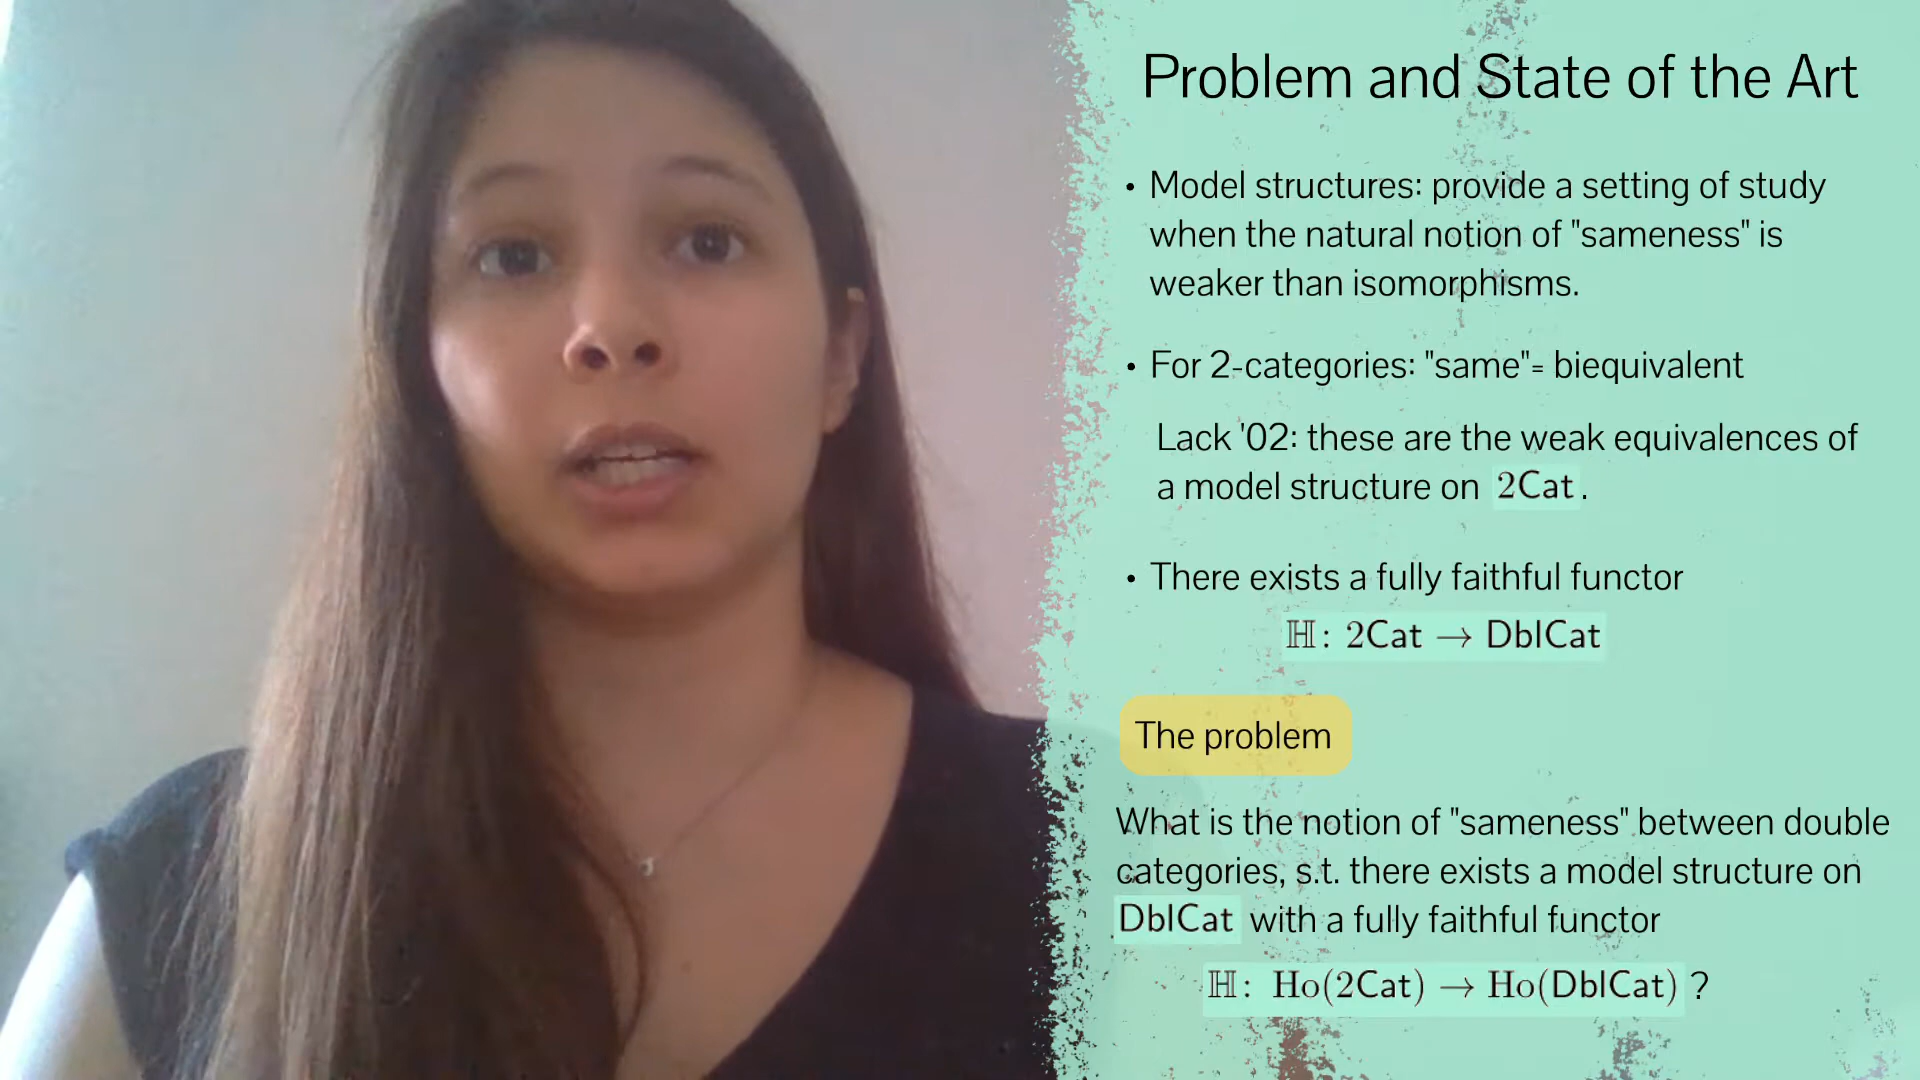 Problem and State of the Art
• Model structures: provide a setting of study
when the natural notion of "sameness" is
weaker than isomorphisms.
• For 2-categories: "same"= biequivalent
Lack '02: these are the weak equivalences of
a model structure on 2Cat.
• There exists a fully faithful functor
ℍ: 2Cat → DblCat
The problem
What is the notion of "sameness" between double
categories, s.t. there exists a model structure on
DblCat with a fully faithful functor
ℍ: Ho(2Cat) → Ho(DblCat) ?